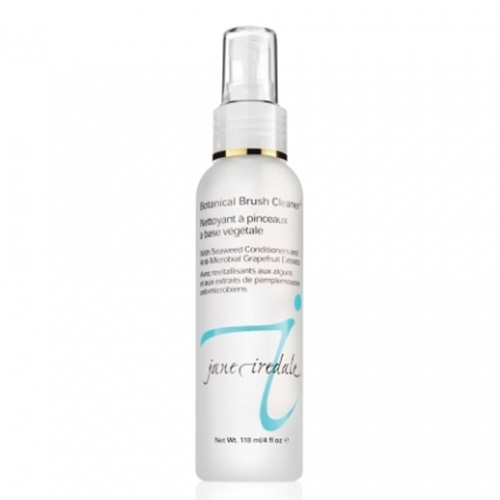 Botanical Brush Cleaner™
Nettoyant à pinceaux
à base végétale
With Seaweed Conditioners and
Anti-Microbial Grapefruit Extracts
Avec revitalisants aux algues
et aux extraits de pamplemousse
antimicrobiens
jane iredale
Net Wt. 118 ml/4 fl oz ℮